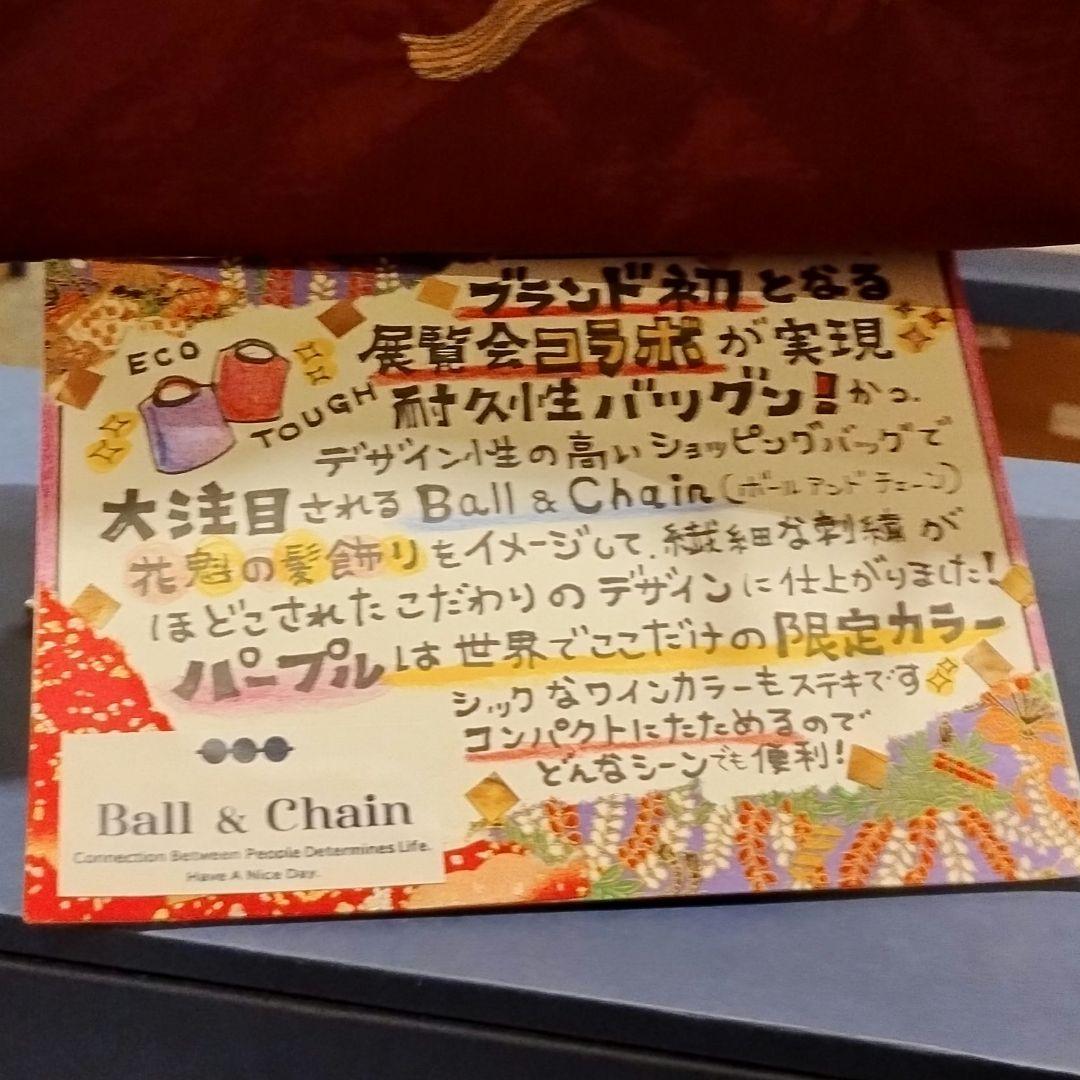 ブランド初となる
展覧会コラボが実現
ECO
TOUGH
耐久性バツグン!かつ、
デザイン性の高いショッピングバッグで
大注目されるBall & Chain(ボールアンドチェーン)
花魁の髪飾りをイメージして、繊細な刺繍が
ほどこされたこだわりのデザインに仕上がりました!
パープルは世界でここだけの限定カラー
シックなワインカラーもステキです
コンパクトにたためるので
どんなシーンでも便利!
Ball & Chain
Connection Between People Determines Life.
Have A Nice Day.